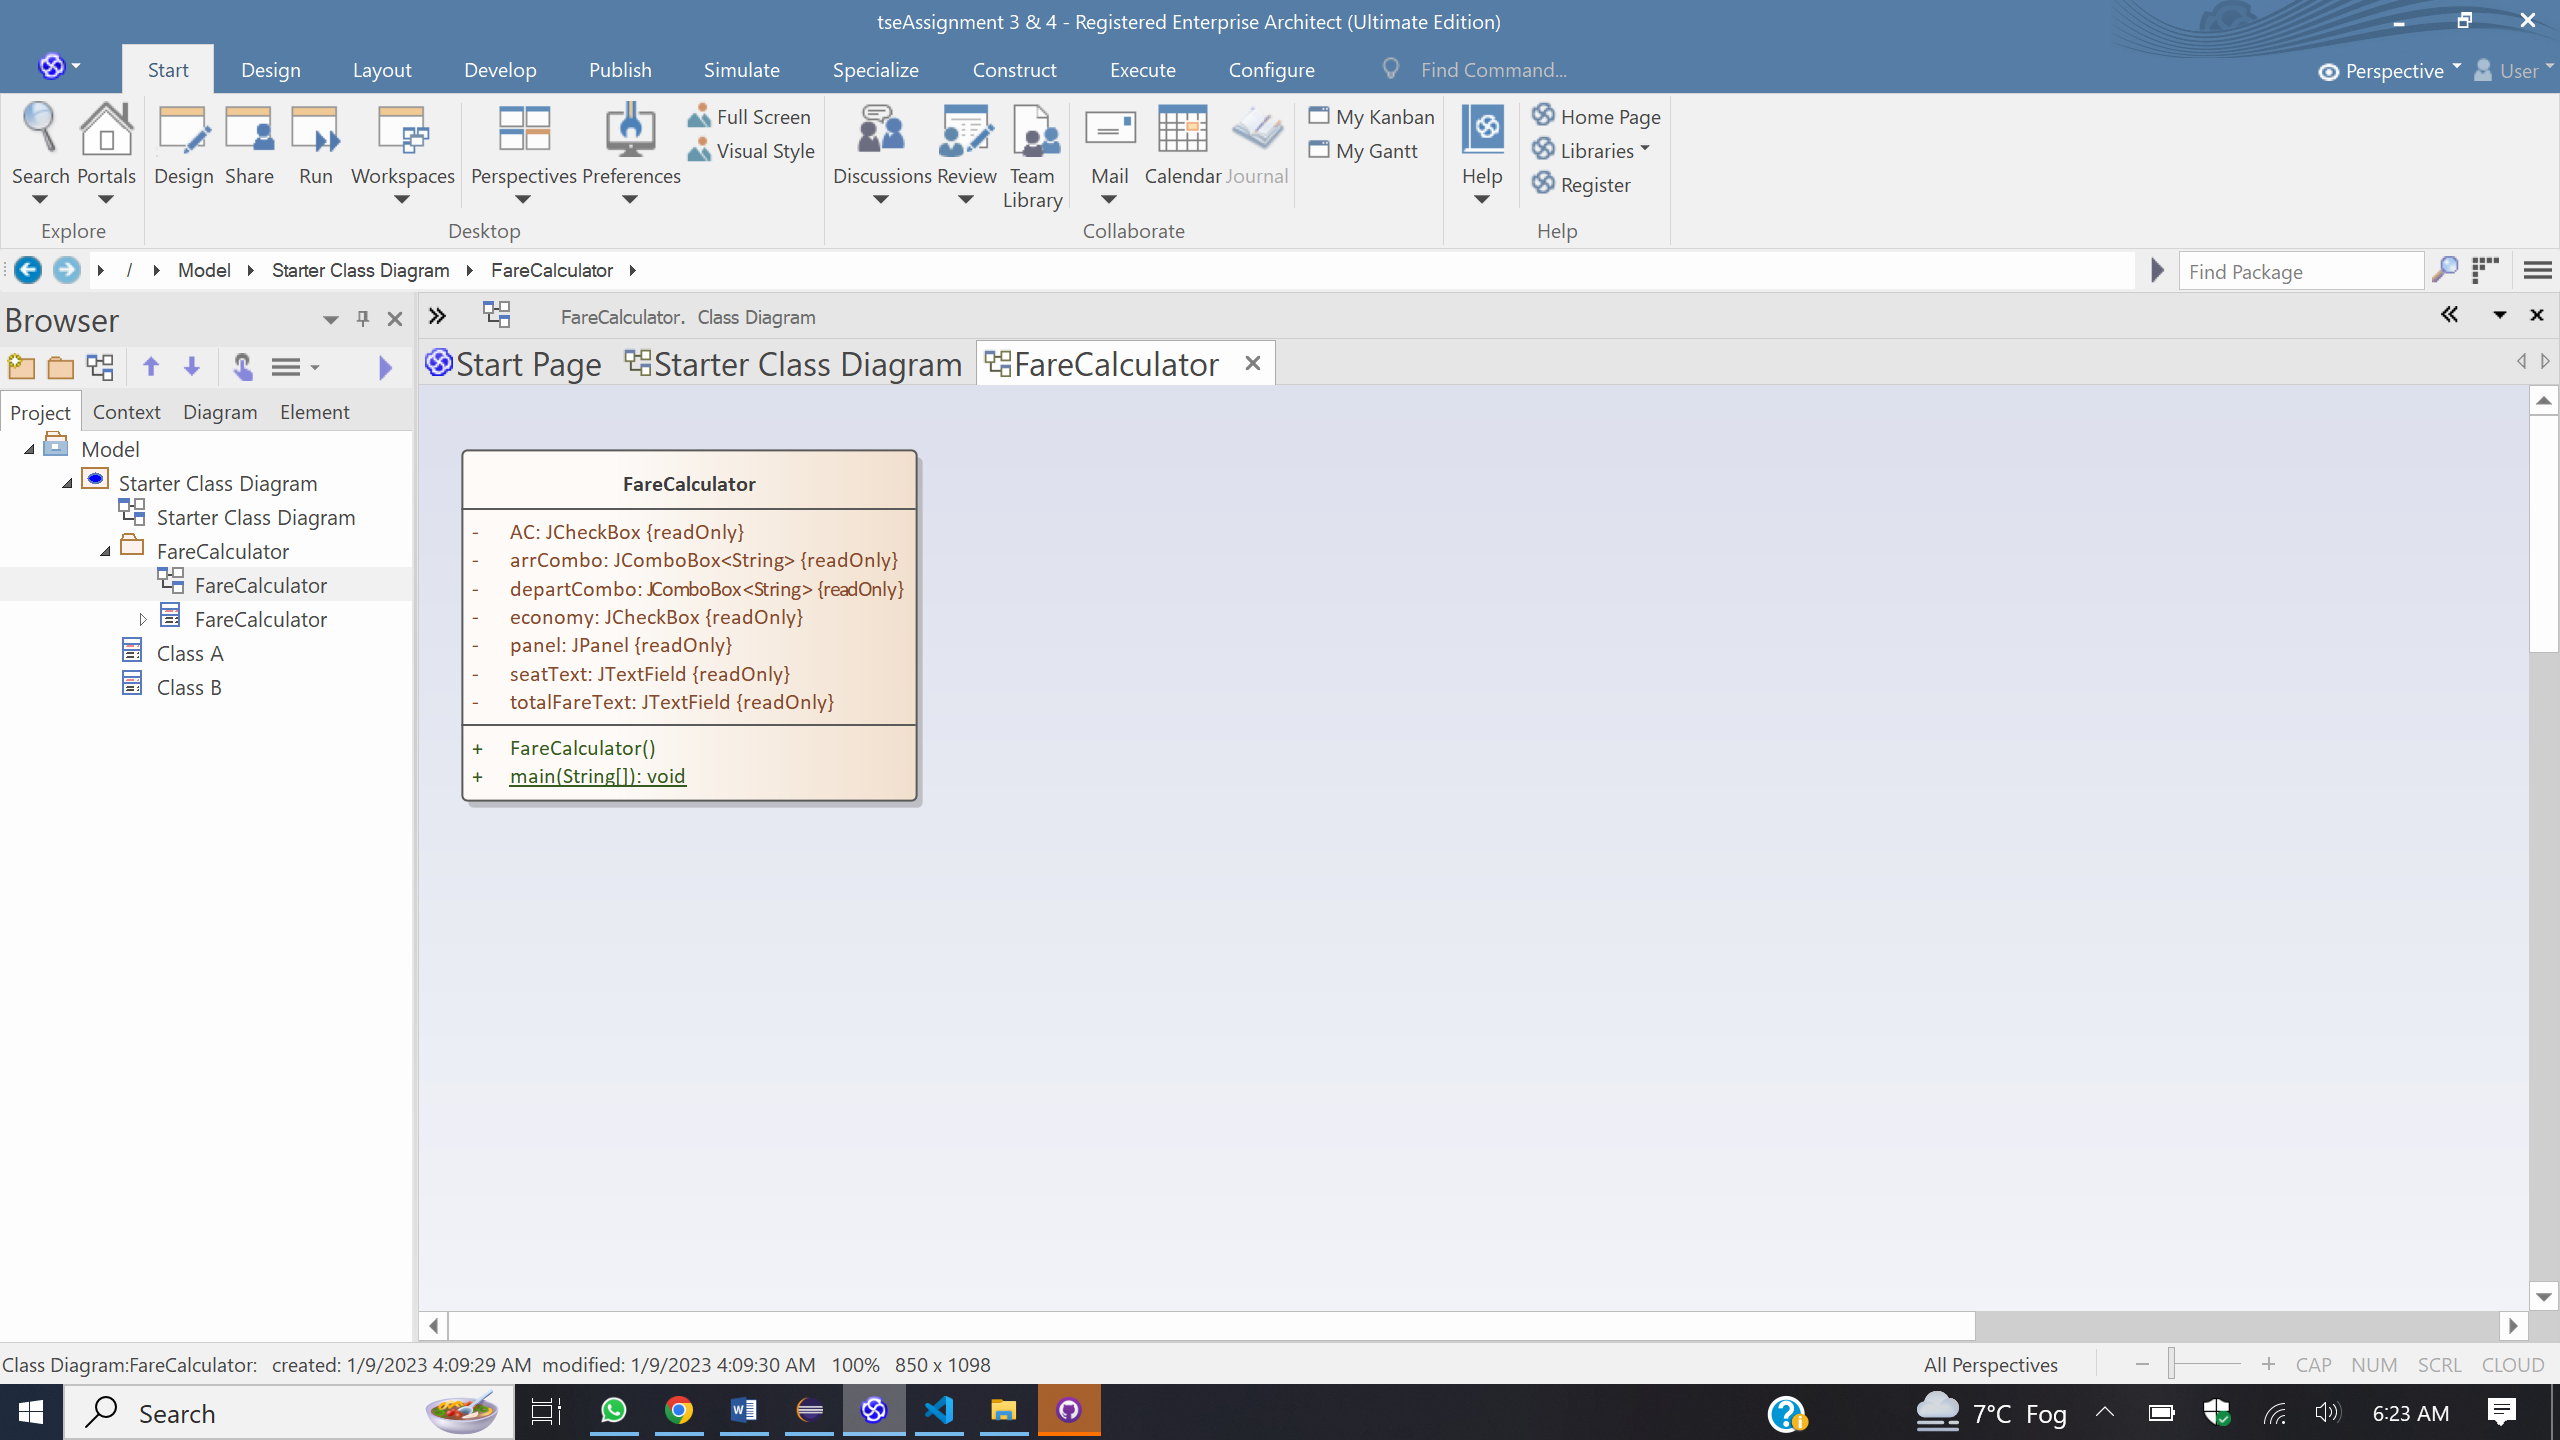 tseAssignment 3 & 4 - Registered Enterprise Architect (Ultimate Edition)
Start Design Layout Develop Publish Simulate Specialize Construct Execute Configure Find Command... Perspective User
Search Portals Design Share Run Workspaces Perspectives Preferences Full Screen Visual Style Discussions Review Team Library Mail Calendar Journal My Kanban My Gantt Help Home Page Libraries Register
Explore Desktop Collaborate Help
/ Model Starter Class Diagram FareCalculator Find Package
Browser
FareCalculator. Class Diagram
Start Page Starter Class Diagram FareCalculator
Project Context Diagram Element
Model
Starter Class Diagram
Starter Class Diagram
FareCalculator
FareCalculator
FareCalculator
Class A
Class B
FareCalculator
- AC: JCheckBox {readOnly}
- arrCombo: JComboBox<String> {readOnly}
- departCombo: JComboBox<String> {readOnly}
- economy: JCheckBox {readOnly}
- panel: JPanel {readOnly}
- seatText: JTextField {readOnly}
- totalFareText: JTextField {readOnly}
+ FareCalculator()
+ main(String[]): void
Class Diagram:FareCalculator: created: 1/9/2023 4:09:29 AM modified: 1/9/2023 4:09:30 AM 100% 850 x 1098 All Perspectives CAP NUM SCRL CLOUD
Search 7°C Fog 6:23 AM